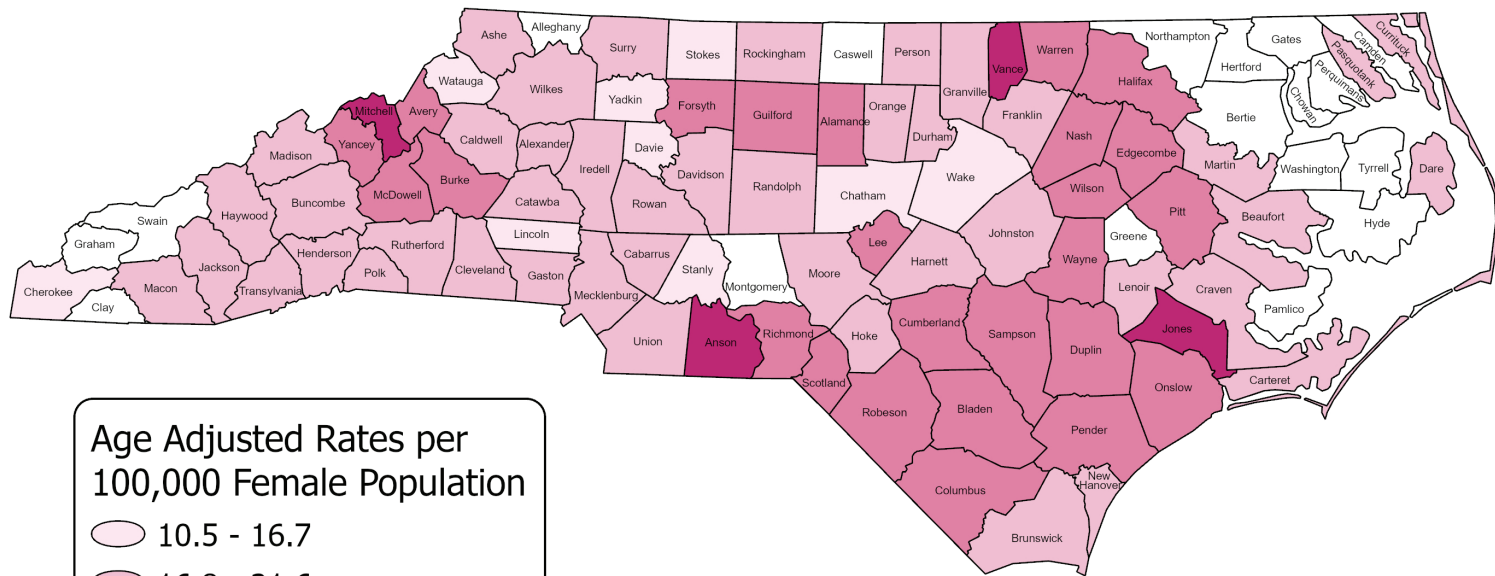 Ashe
Alleghany
Surry
Stokes
Rockingham
Caswell
Person
Granville
Vance
Warren
Northampton
Gates
Hertford
Camden
Currituck
Pasquotank
Perquimans
Chowan
Bertie
Halifax
Watauga
Wilkes
Yadkin
Forsyth
Guilford
Alamance
Orange
Durham
Franklin
Nash
Edgecombe
Martin
Washington
Tyrrell
Dare
Mitchell
Avery
Yancey
Caldwell
Alexander
Iredell
Davie
Davidson
Randolph
Chatham
Wake
Wilson
Pitt
Beaufort
Hyde
Madison
Buncombe
McDowell
Burke
Catawba
Rowan
Lincoln
Johnston
Greene
Wayne
Swain
Haywood
Graham
Jackson
Henderson
Rutherford
Polk
Cleveland
Gaston
Cabarrus
Stanly
Montgomery
Moore
Lee
Harnett
Lenoir
Craven
Pamlico
Cherokee
Clay
Macon
Transylvania
Mecklenburg
Union
Anson
Richmond
Hoke
Cumberland
Sampson
Duplin
Jones
Carteret
Onslow
Scotland
Robeson
Bladen
Pender
Columbus
New
Hanover
Brunswick
Age Adjusted Rates per
100,000 Female Population
10.5 - 16.7